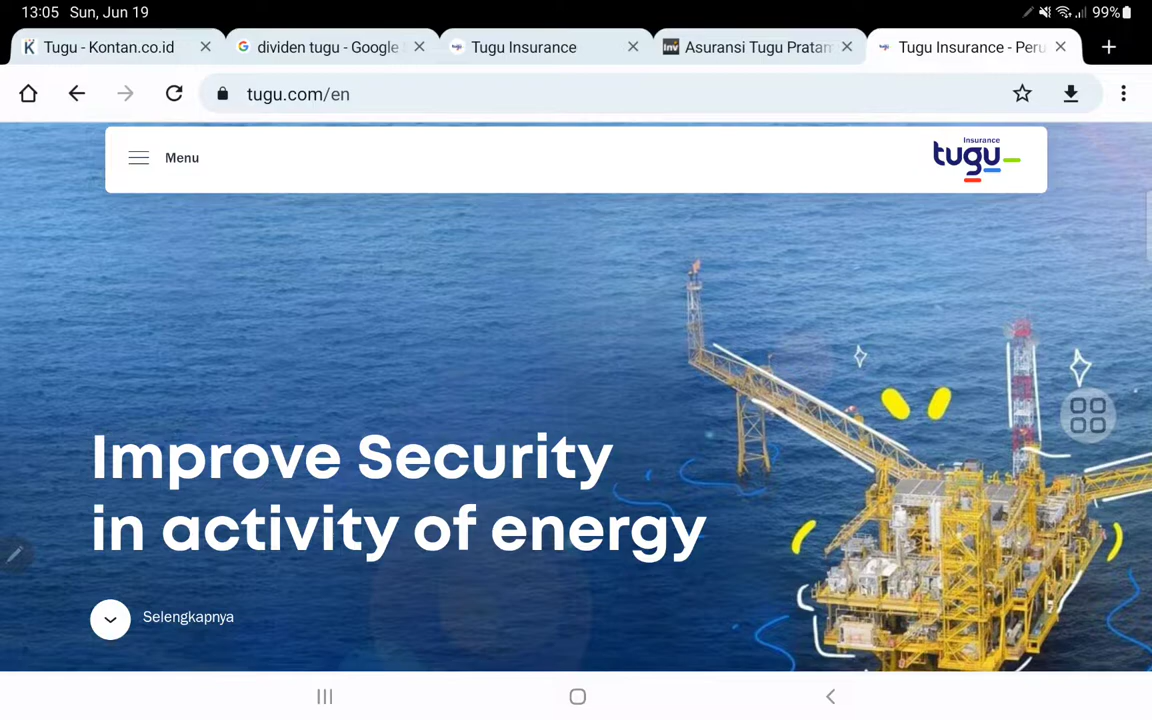 13:05 Sun, Jun 19
99%
Tugu - Kontan.co.id
dividen tugu - Google
Tugu Insurance
Inv
Asuransi Tugu Pratam
Tugu Insurance - Peru
tugu.com/en
Menu
Insurance
tugu
Improve Security
in activity of energy
Selengkapnya